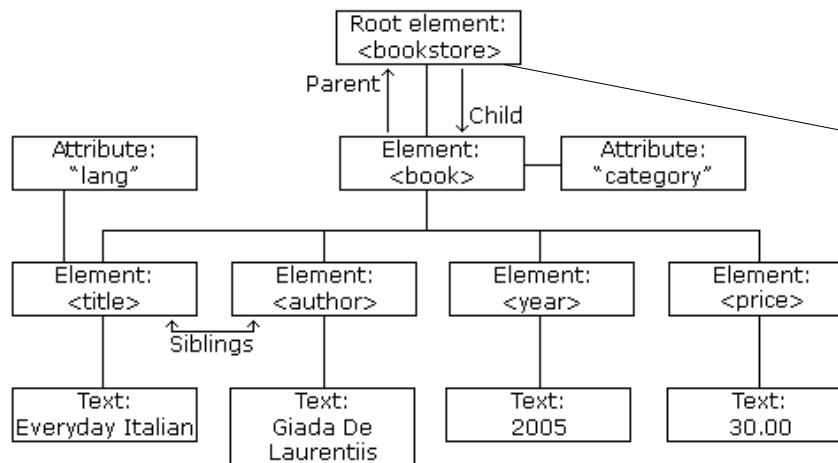 Root element:
<bookstore>
Parent
Child
Attribute:
“lang”
Element:
<book>
Attribute:
“category”
Element:
<title>
Element:
<author>
Element:
<year>
Element:
<price>
Siblings
Text:
Everyday Italian
Text:
Giada De
Laurentiis
Text:
2005
Text:
30.00